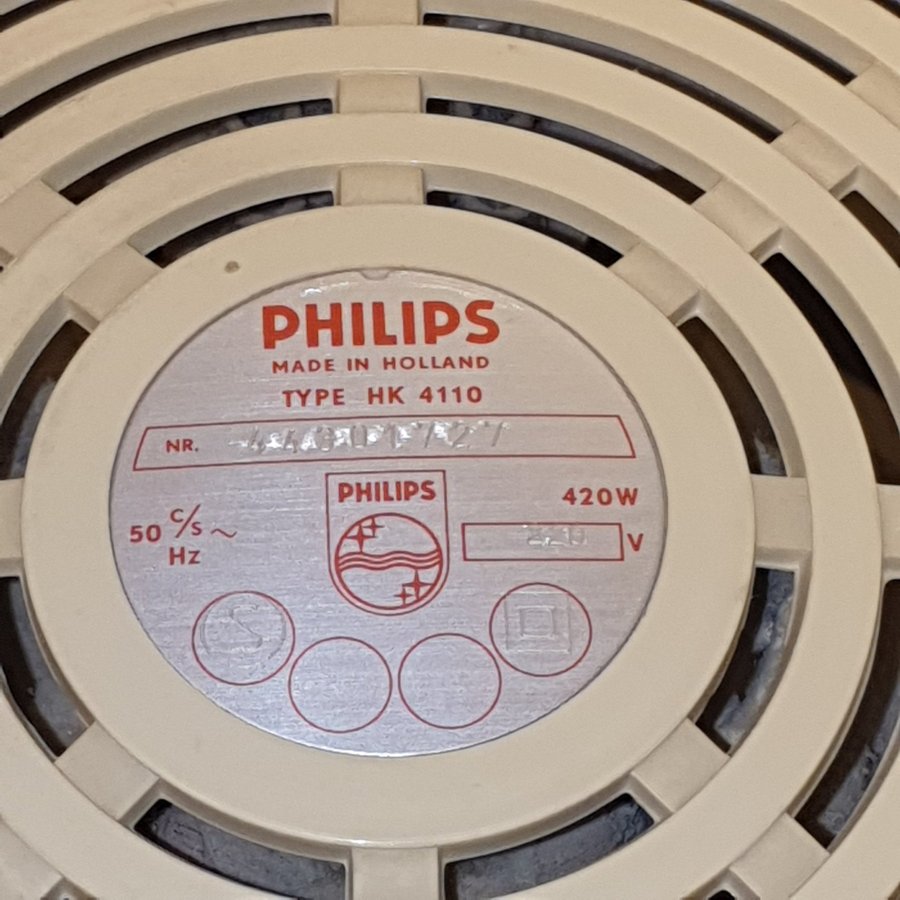 PHILIPS
MADE IN HOLLAND
TYPE HK 4110
NR.
PHILIPS
420W
50 C/S ~
Hz
V
S